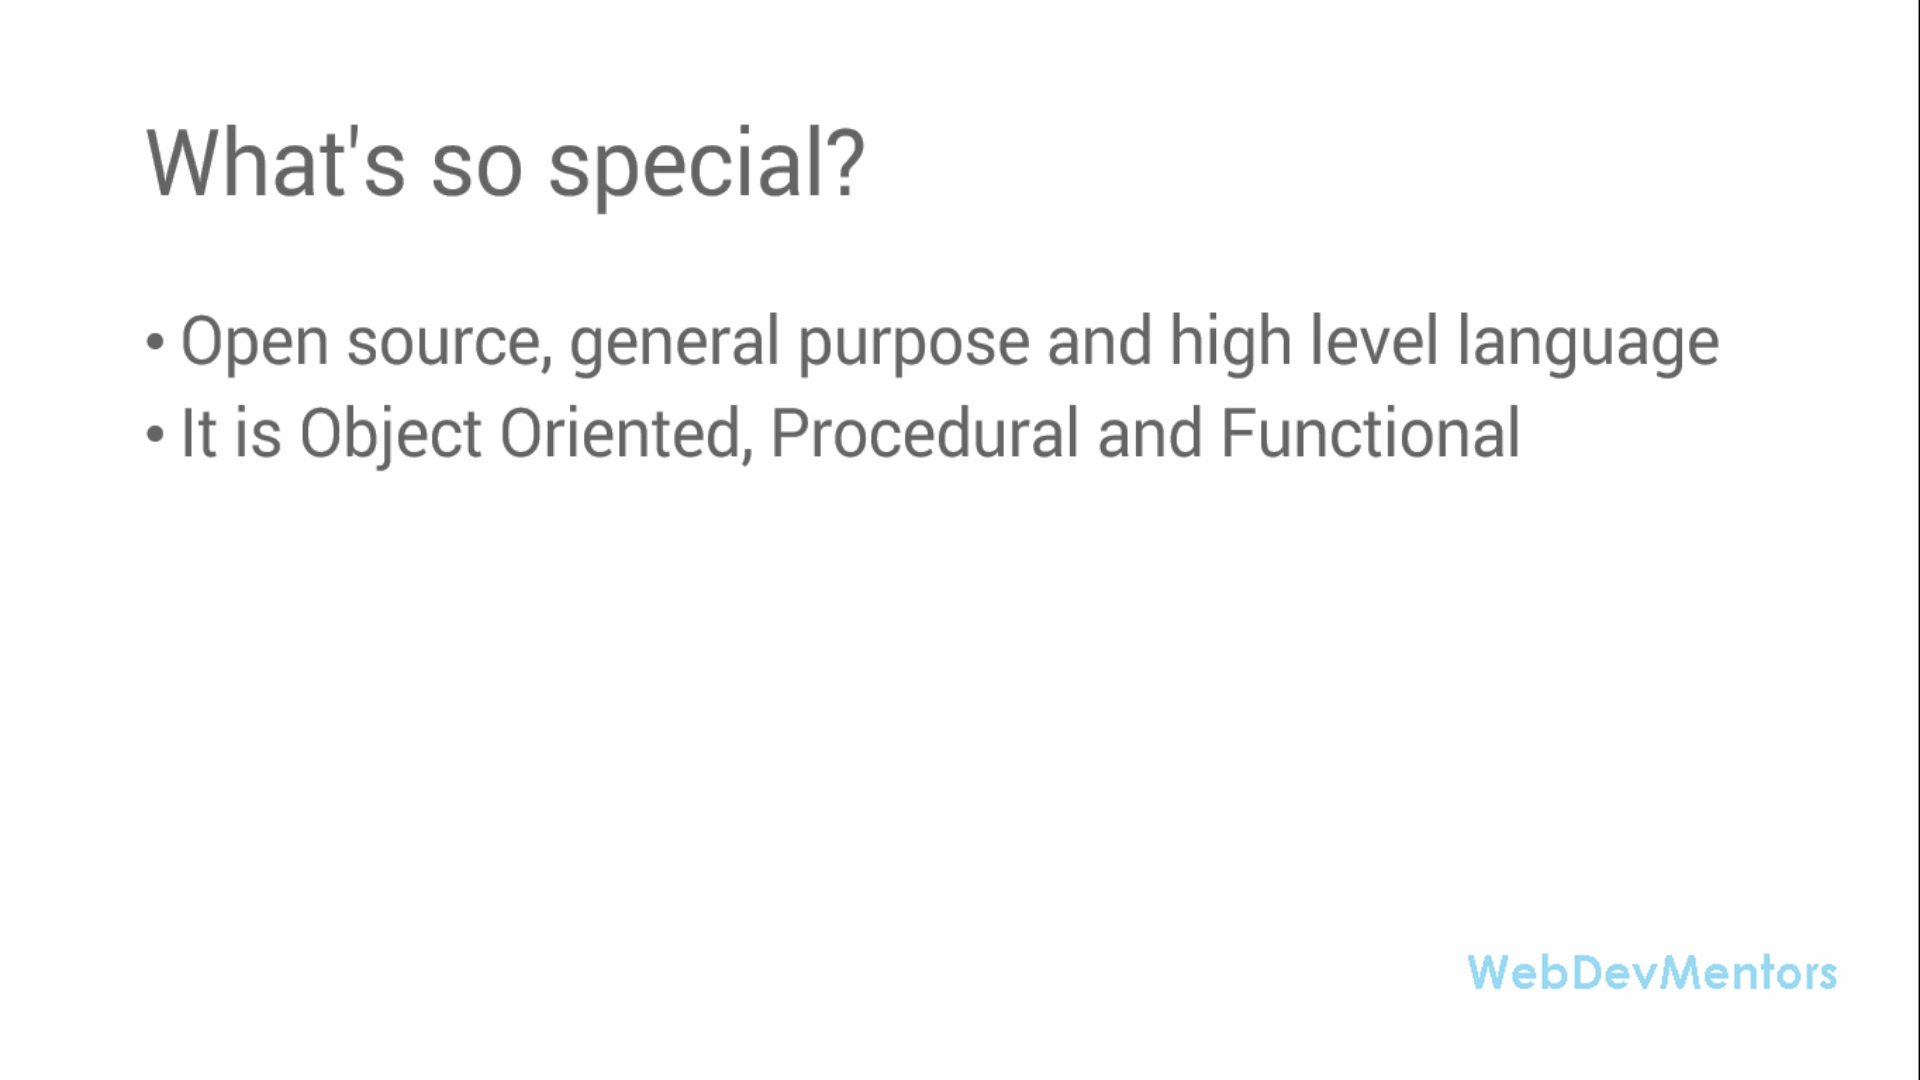 What's so special?
• Open source, general purpose and high level language
• It is Object Oriented, Procedural and Functional
WebDevMentors